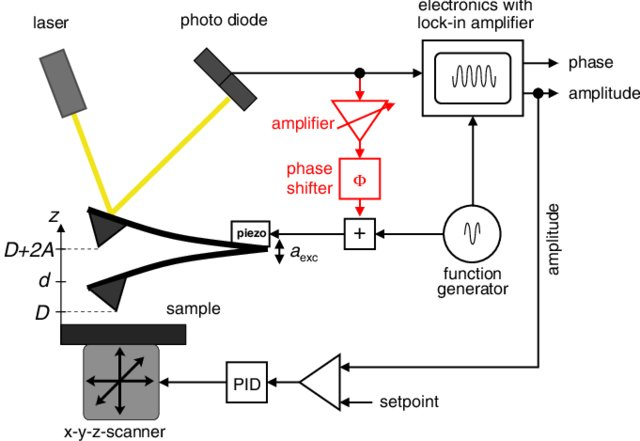 electronics with
lock-in amplifier
laser
photo diode
phase
amplitude
amplifier
phase
shifter
Φ
z
piezo
+
D+2A
a exc
d
function
generator
amplitude
D
sample
PID
setpoint
x-y-z-scanner